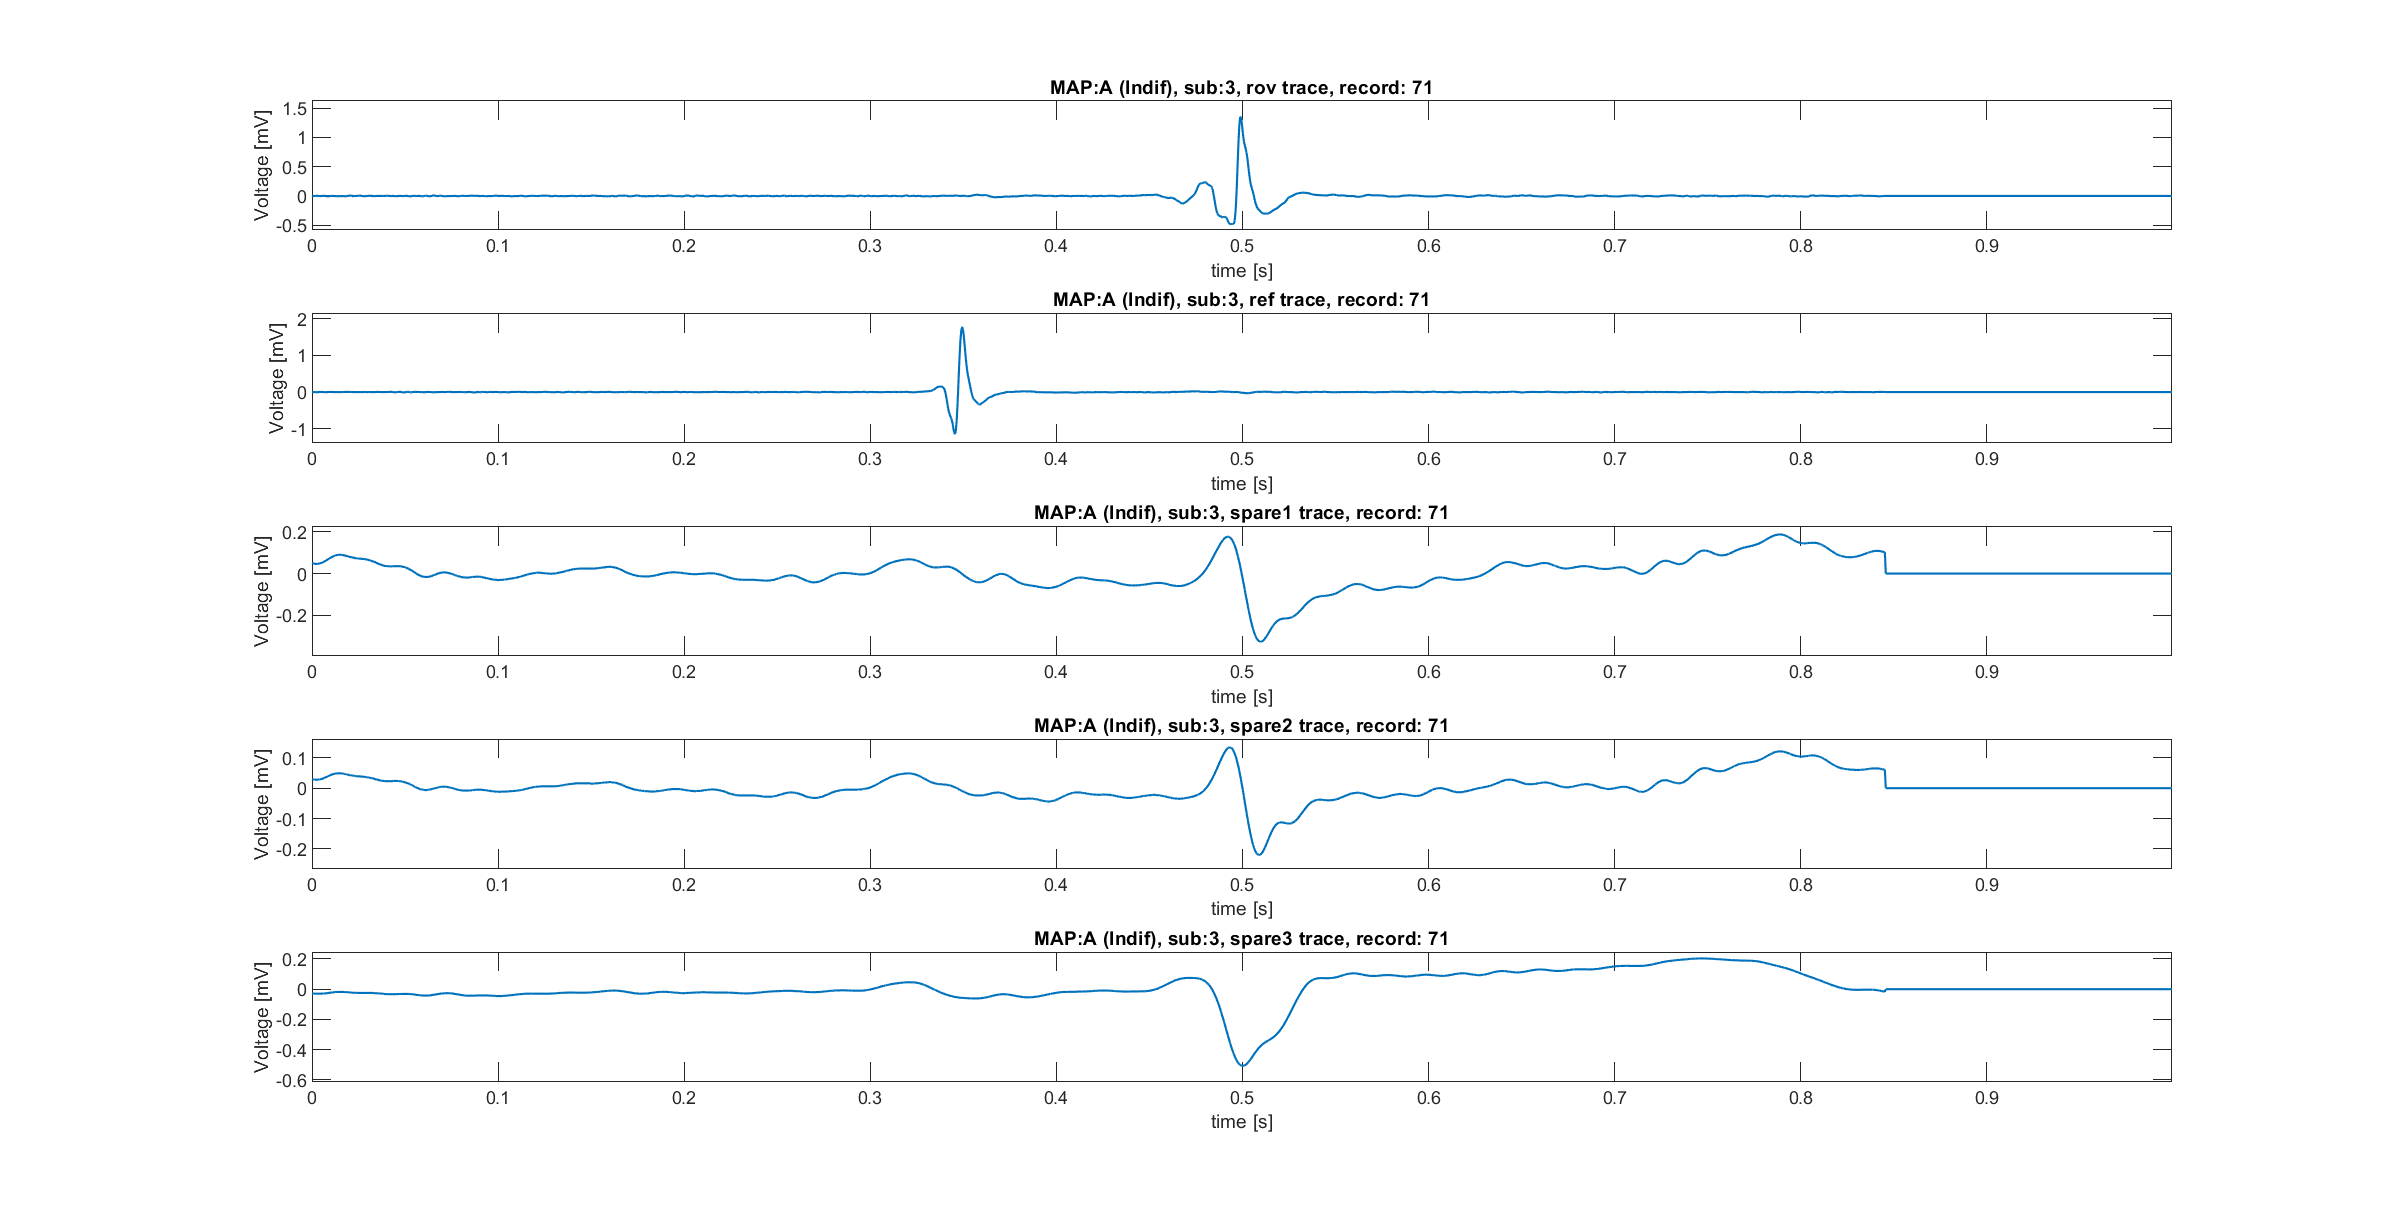 MAP:A (Indif), sub:3, rov trace, record: 71
Voltage [mV]
1.5
1
0.5
0
-0.5
0 0.1 0.2 0.3 0.4 0.5 0.6 0.7 0.8 0.9
time [s]
MAP:A (Indif), sub:3, ref trace, record: 71
Voltage [mV]
2
1
0
-1
0 0.1 0.2 0.3 0.4 0.5 0.6 0.7 0.8 0.9
time [s]
MAP:A (Indif), sub:3, spare1 trace, record: 71
Voltage [mV]
0.2
0
-0.2
0 0.1 0.2 0.3 0.4 0.5 0.6 0.7 0.8 0.9
time [s]
MAP:A (Indif), sub:3, spare2 trace, record: 71
Voltage [mV]
0.1
0
-0.1
-0.2
0 0.1 0.2 0.3 0.4 0.5 0.6 0.7 0.8 0.9
time [s]
MAP:A (Indif), sub:3, spare3 trace, record: 71
Voltage [mV]
0.2
0
-0.2
-0.4
-0.6
0 0.1 0.2 0.3 0.4 0.5 0.6 0.7 0.8 0.9
time [s]